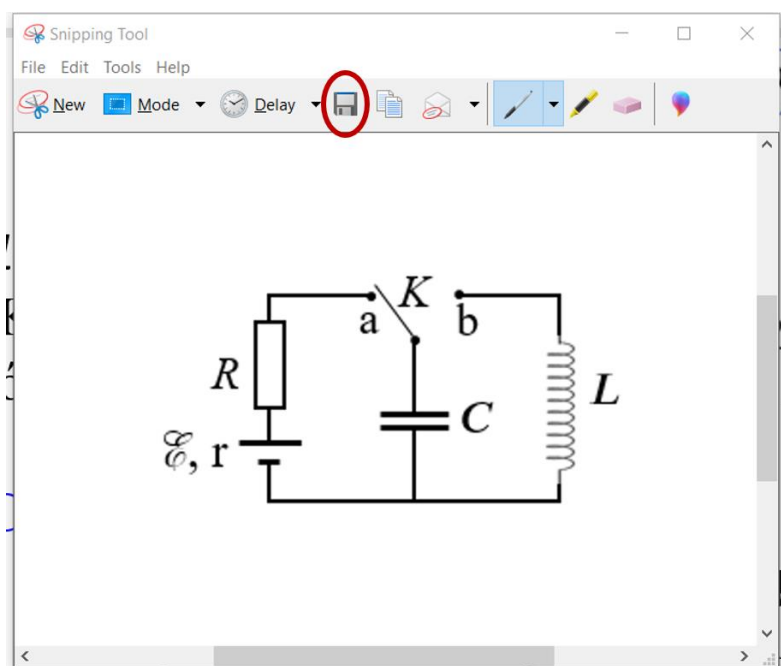 Snipping Tool
File Edit Tools Help
New Mode Delay
K
a b
R
C
L
ℰ, r